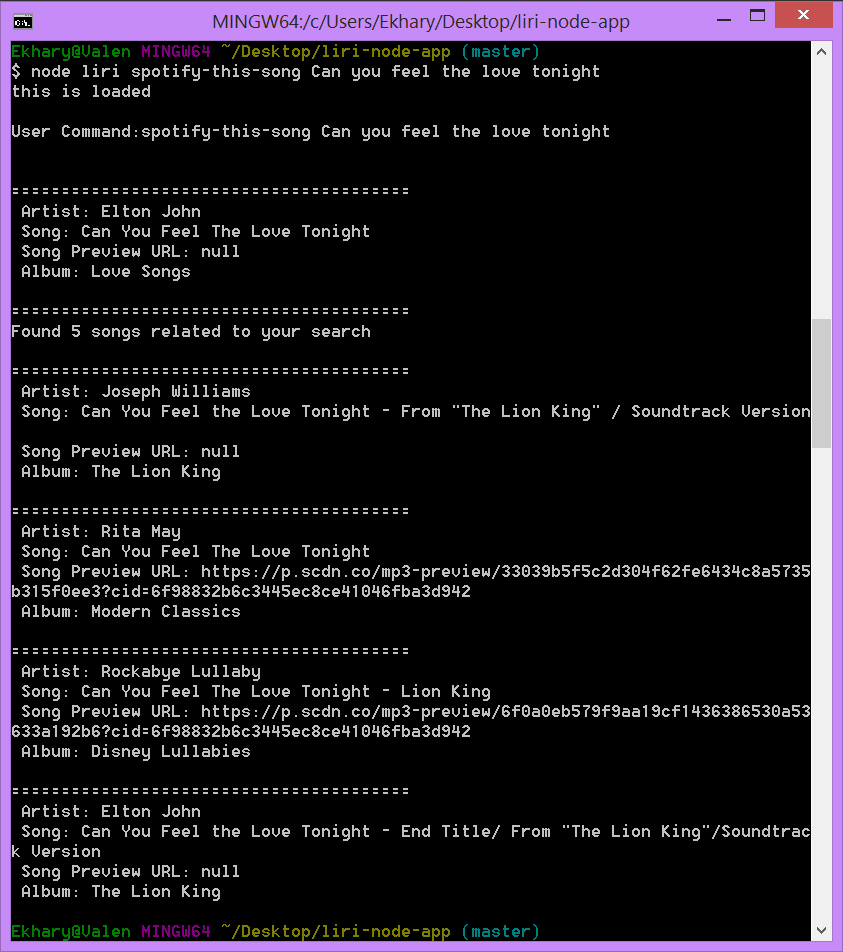 MINGW64:/c/Users/Ekhary/Desktop/liri-node-app
Ekhary@Valen MINGW64 ~/Desktop/liri-node-app (master)
$ node liri spotify-this-song Can you feel the love tonight
this is loaded
User Command:spotify-this-song Can you feel the love tonight
========================================
Artist: Elton John
Song: Can You Feel The Love Tonight
Song Preview URL: null
Album: Love Songs
========================================
Found 5 songs related to your search
========================================
Artist: Joseph Williams
Song: Can You Feel the Love Tonight - From "The Lion King" / Soundtrack Version
Song Preview URL: null
Album: The Lion King
========================================
Artist: Rita May
Song: Can You Feel The Love Tonight
Song Preview URL: https://p.scdn.co/mp3-preview/33039b5f5c2d304f62fe6434c8a5735
b315f0ee3?cid=6f98832b6c3445ec8ce41046fba3d942
Album: Modern Classics
========================================
Artist: Rockabye Lullaby
Song: Can You Feel The Love Tonight - Lion King
Song Preview URL: https://p.scdn.co/mp3-preview/6f0a0eb579f9aa19cf1436386530a53
633a192b6?cid=6f98832b6c3445ec8ce41046fba3d942
Album: Disney Lullabies
========================================
Artist: Elton John
Song: Can You Feel the Love Tonight - End Title/ From "The Lion King"/Soundtrac
k Version
Song Preview URL: null
Album: The Lion King
Ekhary@Valen MINGW64 ~/Desktop/liri-node-app (master)